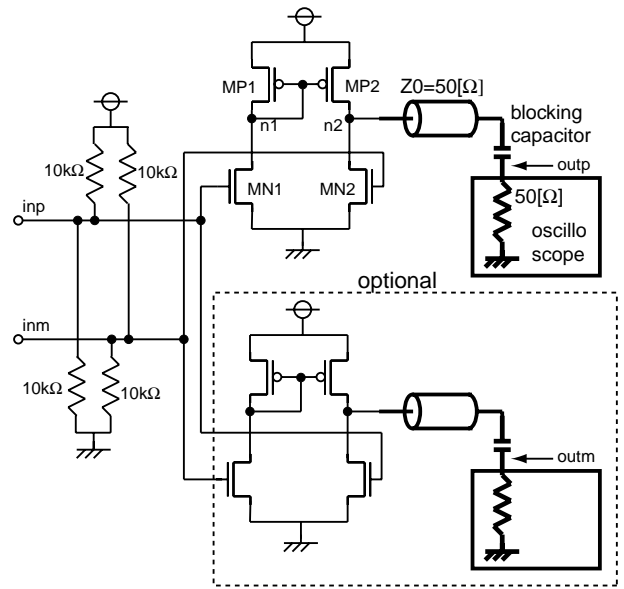 MP1
MP2
Z0=50[Ω]
blocking
capacitor
n1
n2
outp
10kΩ
10kΩ
MN1
MN2
50[Ω]
oscillo
scope
inp
optional
inm
10kΩ
10kΩ
outm